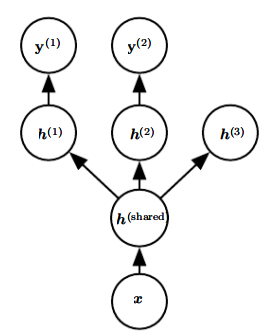 y(1) y(2)
h(1) h(2) h(3)
h(shared
x